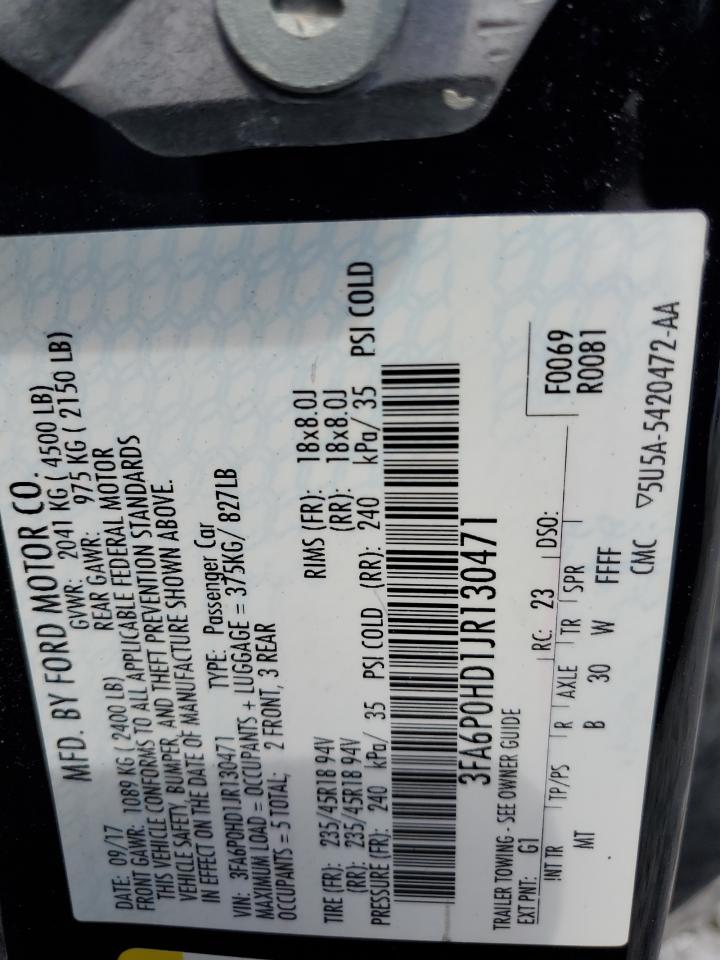 MFD. BY FORD MOTOR CO.
DATE: 09/17 GVWR: 2041 KG ( 4500 LB)
FRONT GAWR: 1089 KG ( 2400 LB) REAR GAWR: 975 KG ( 2150 LB)
THIS VEHICLE CONFORMS TO ALL APPLICABLE FEDERAL MOTOR
VEHICLE SAFETY, BUMPER, AND THEFT PREVENTION STANDARDS
IN EFFECT ON THE DATE OF MANUFACTURE SHOWN ABOVE.
VIN: 3FA6P0HD1JR130471 TYPE: Passenger Car
MAXIMUM LOAD = OCCUPANTS + LUGGAGE = 375KG/ 827LB
OCCUPANTS = 5 TOTAL; 2 FRONT, 3 REAR
TIRE (FR): 235/45R18 94V RIMS (FR): 18x8.0J
(RR): 235/45R18 94V (RR): 18x8.0J
PRESSURE (FR): 240 kPa/ 35 PSI COLD (RR): 240 kPa/ 35 PSI COLD
3FA6P0HD1JR130471
TRAILER TOWING - SEE OWNER GUIDE
EXT PNT: G1 RC: 23 DSO: F0069
R0081
INT TR TP/PS R AXLE TR SPR
MT B 30 W FFFF
CMC ▽5U5A-5420472-AA